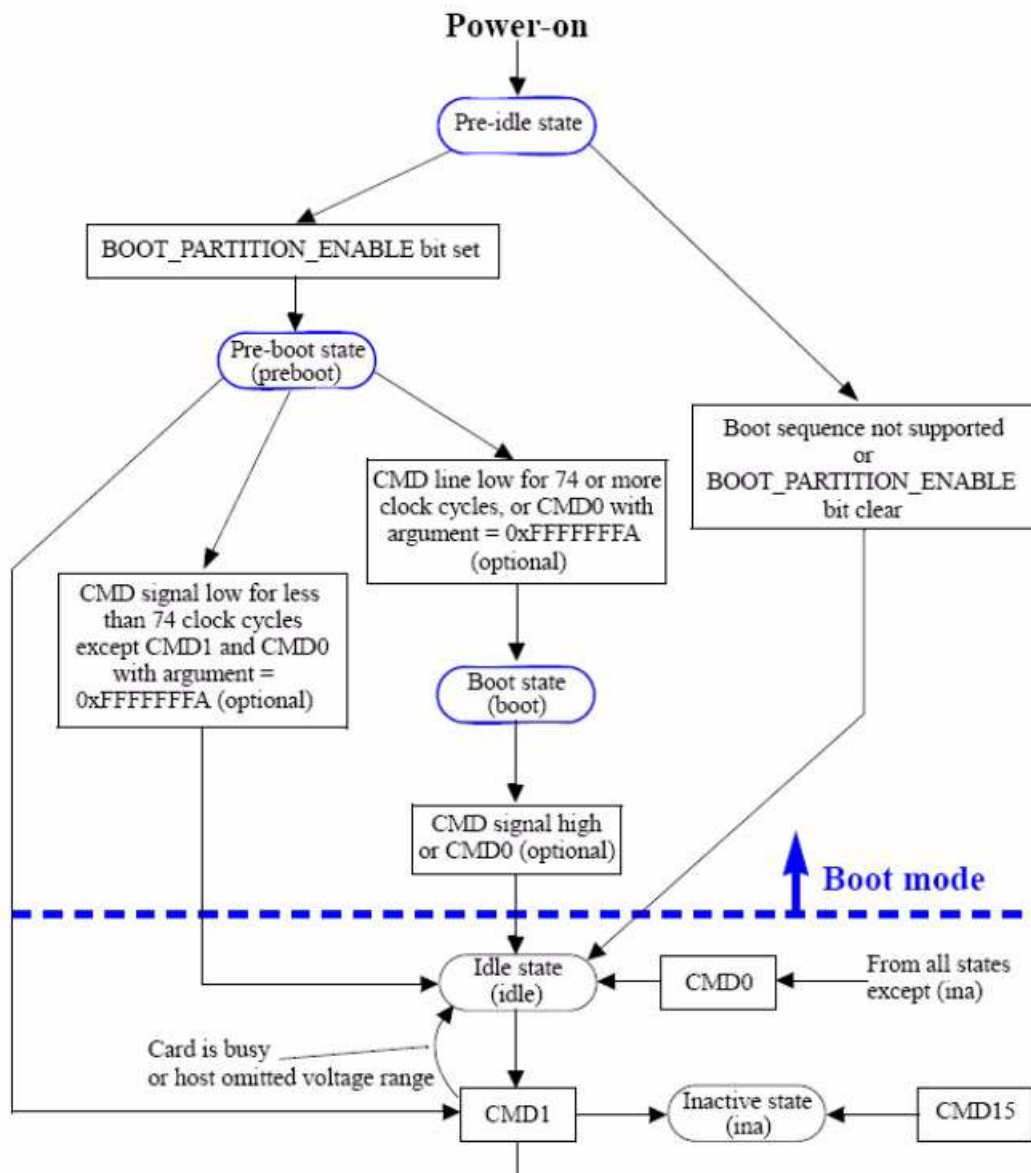 Power-on
Pre-idle state
BOOT_PARTITION_ENABLE bit set
Pre-boot state
(preboot)
Boot sequence not supported
or
BOOT_PARTITION_ENABLE
bit clear
CMD line low for 74 or more
clock cycles, or CMD0 with
argument = 0xFFFFFFFA
(optional)
CMD signal low for less
than 74 clock cycles
except CMD1 and CMD0
with argument =
0xFFFFFFFA (optional)
Boot state
(boot)
CMD signal high
or CMD0 (optional)
Boot mode
Idle state
(idle)
CMD0
From all states
except (ina)
Card is busy
or host omitted voltage range
CMD1
Inactive state
(ina)
CMD15